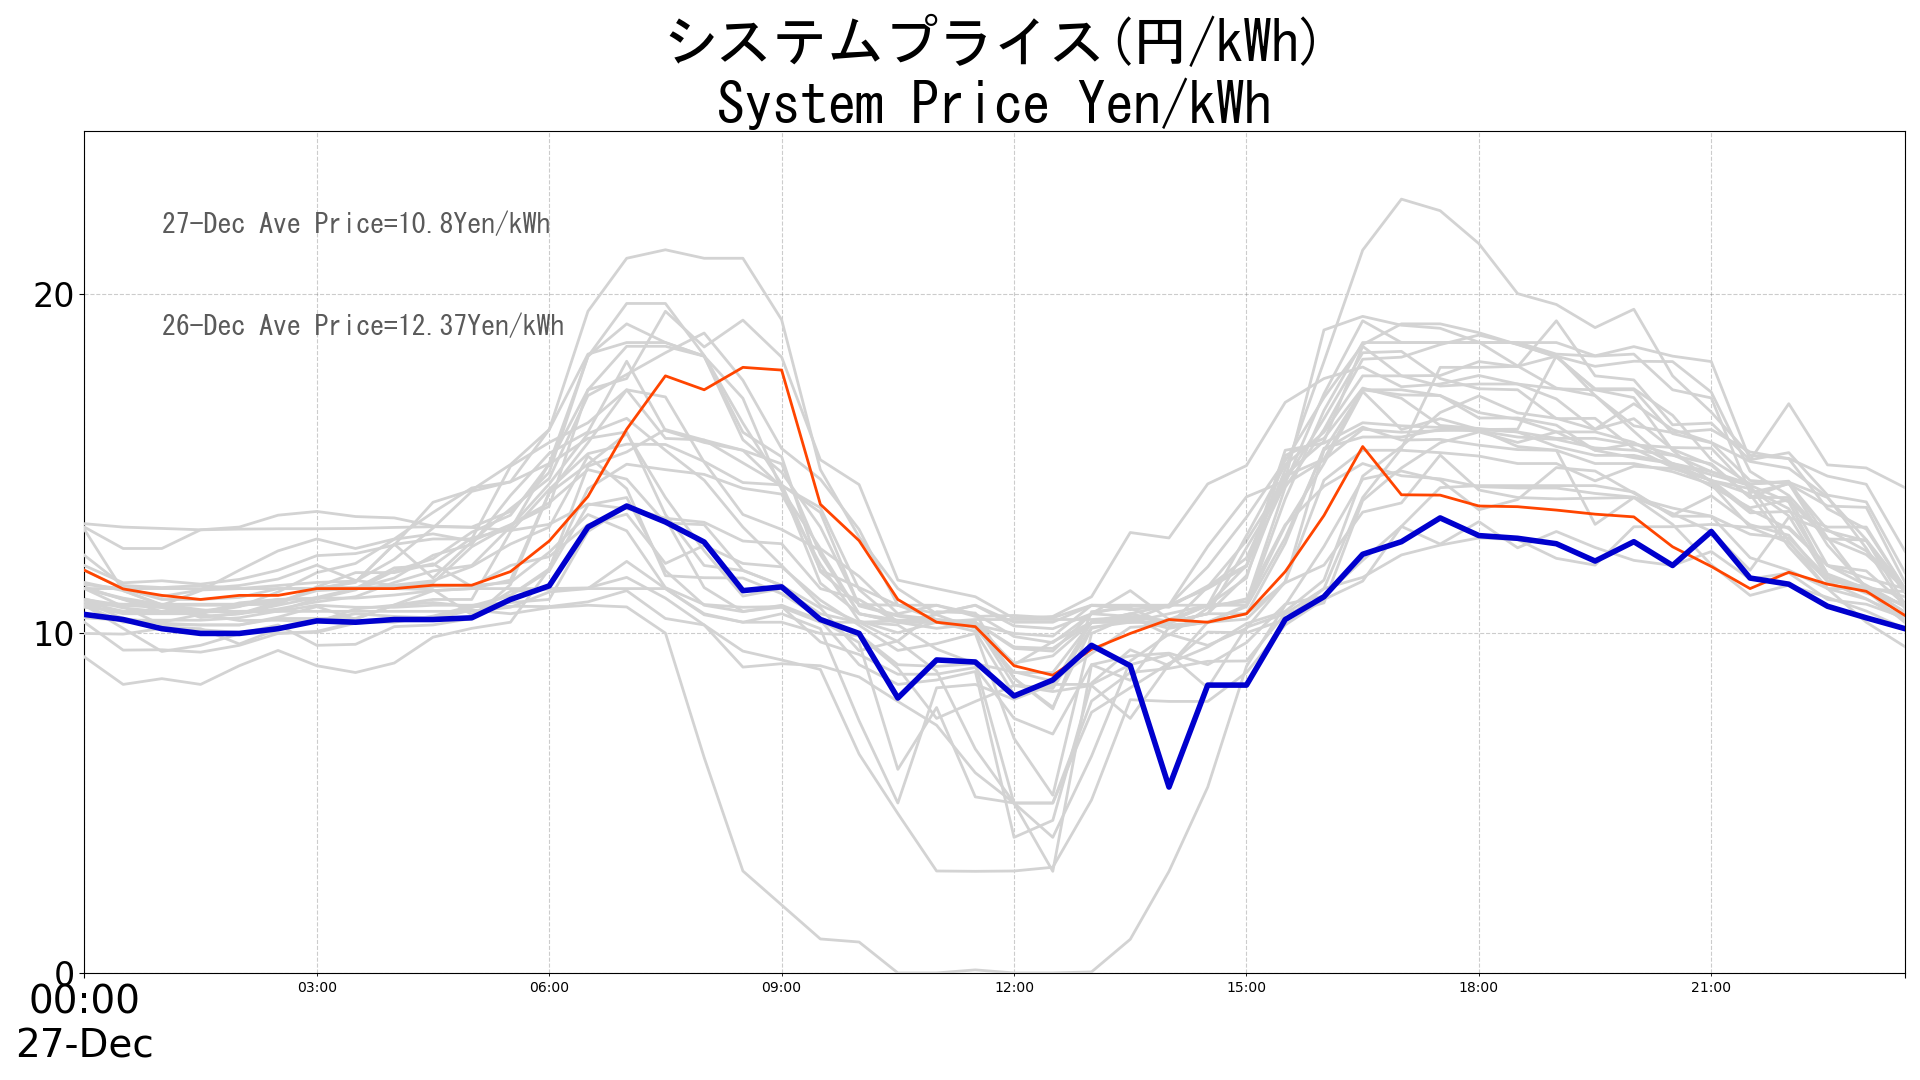 システムプライス(円/kWh)
System Price Yen/kWh
27-Dec Ave Price=10.8Yen/kWh
26-Dec Ave Price=12.37Yen/kWh
20
10
0
00:00
03:00
06:00
09:00
12:00
15:00
18:00
21:00
27-Dec